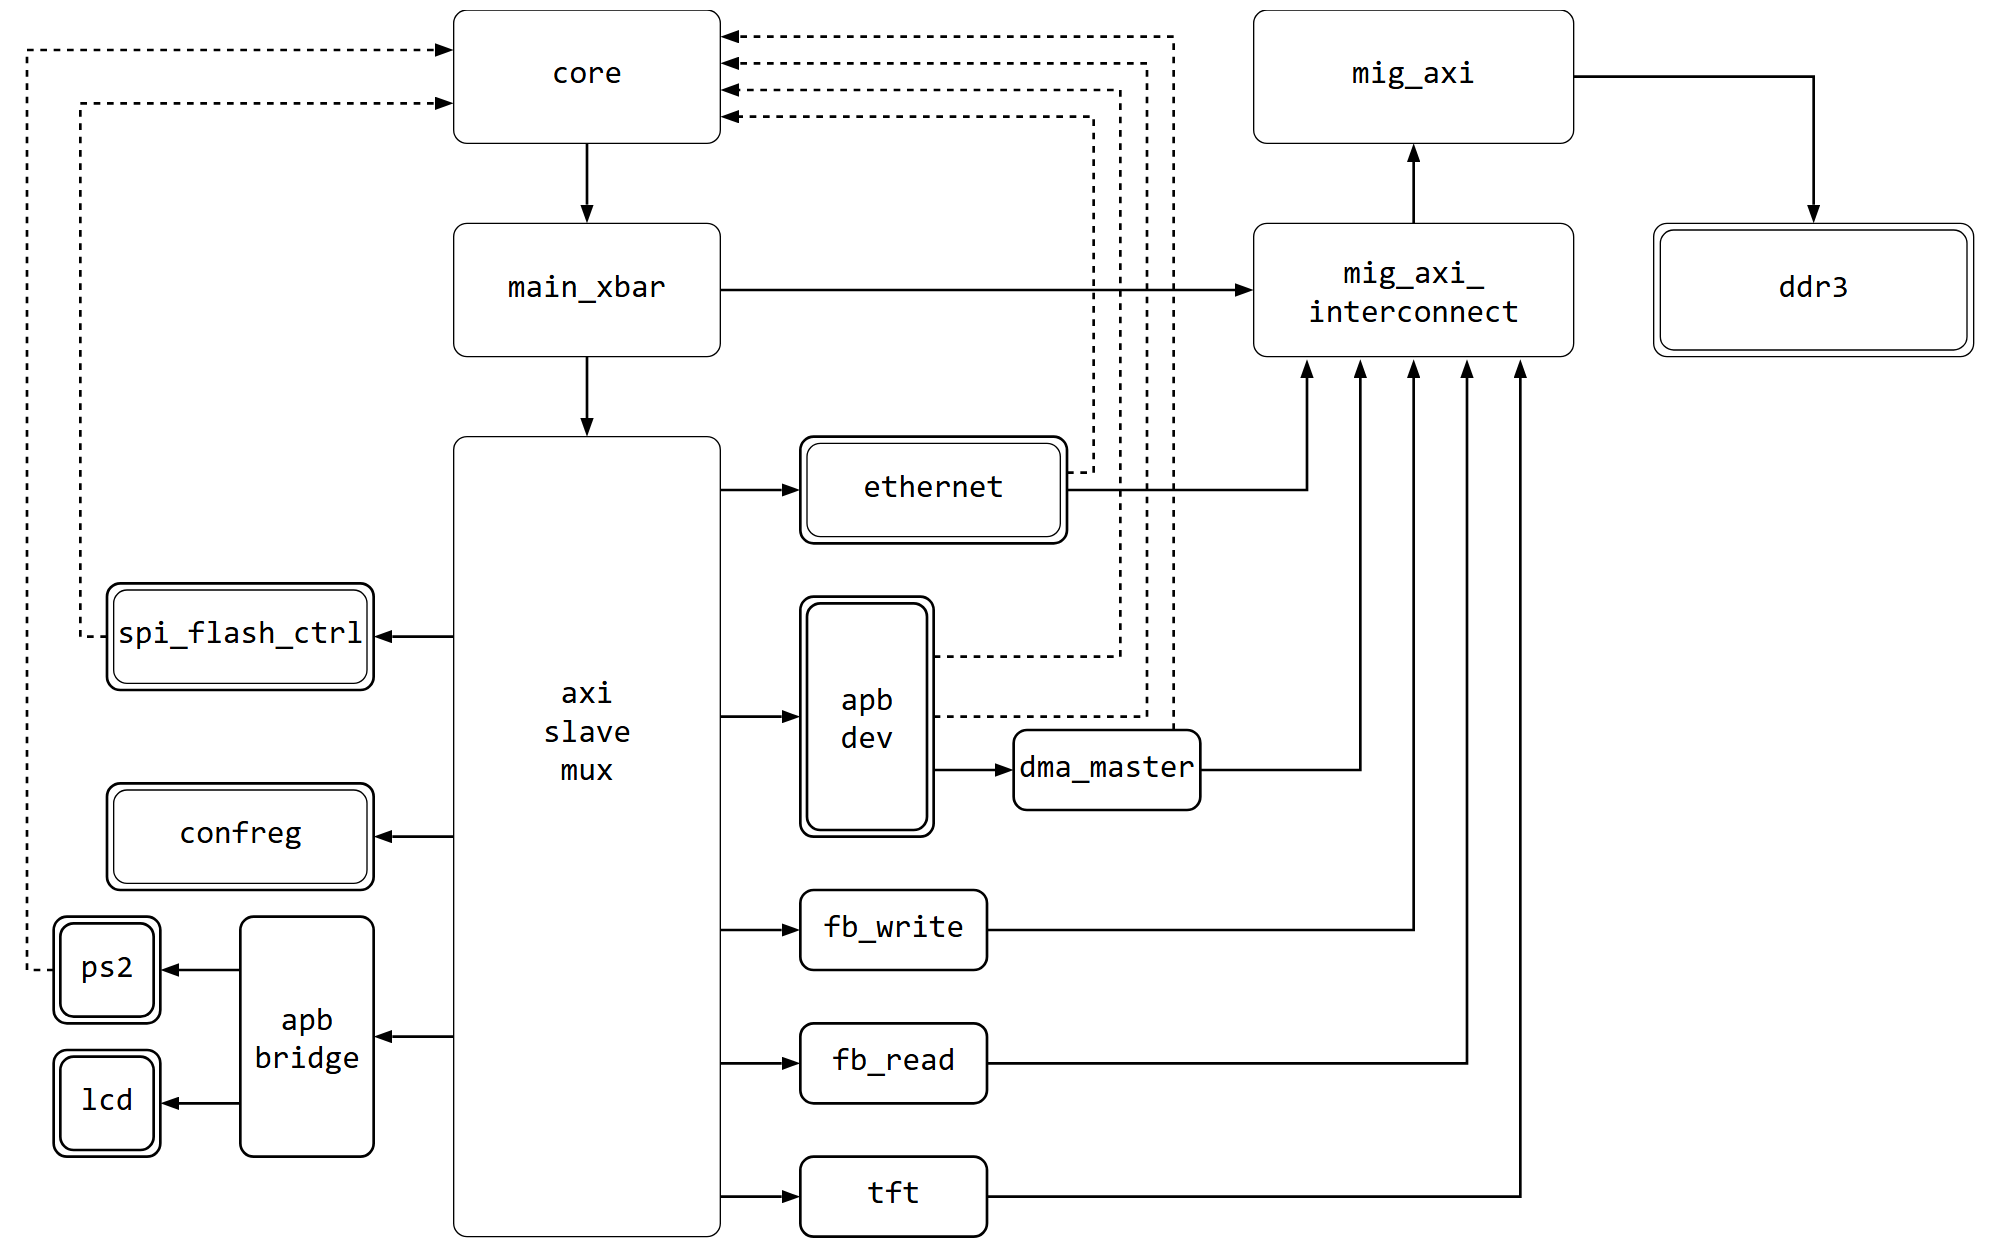 core
mig_axi
main_xbar
mig_axi_
interconnect
ddr3
ethernet
spi_flash_ctrl
axi
slave
mux
apb
dev
dma_master
confreg
fb_write
ps2
apb
bridge
fb_read
lcd
tft